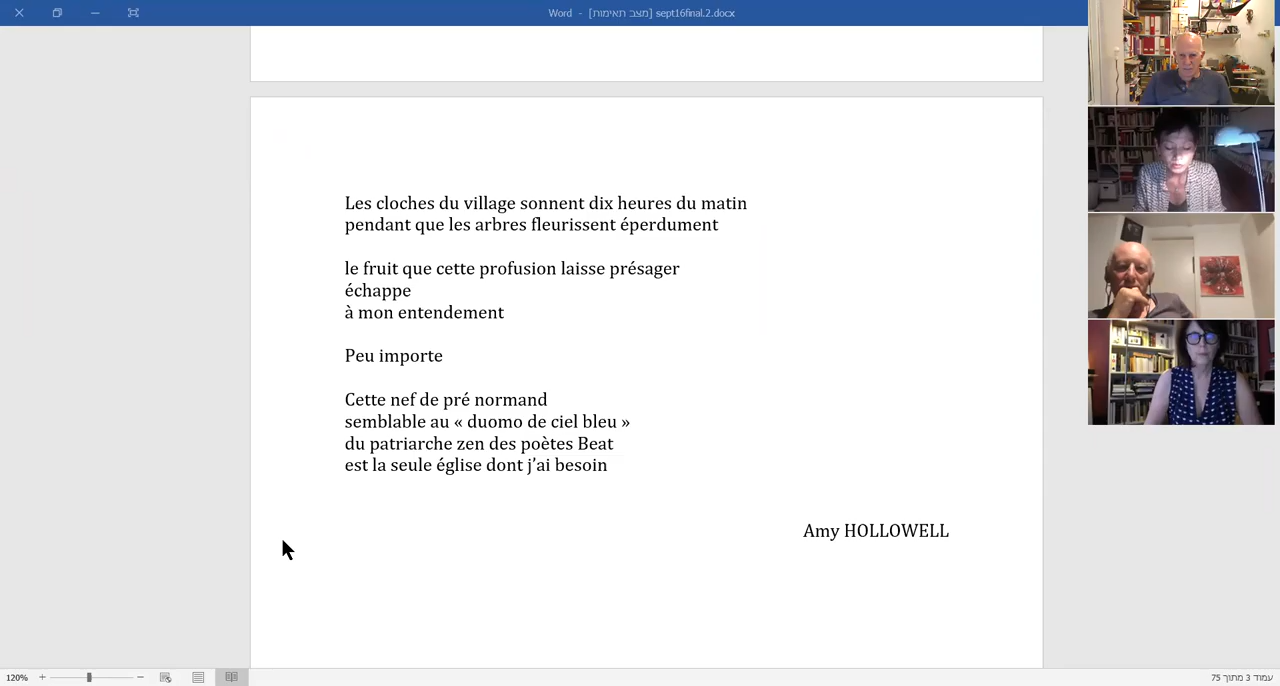 Word - [מצב תאימות] sept16final.2.docx
Les cloches du village sonnent dix heures du matin
pendant que les arbres fleurissent éperdument
le fruit que cette profusion laisse présager
échappe
à mon entendement
Peu importe
Cette nef de pré normand
semblable au « duomo de ciel bleu »
du patriarche zen des poètes Beat
est la seule église dont j’ai besoin
Amy HOLLOWELL
120%
עמוד 3 מתוך 75